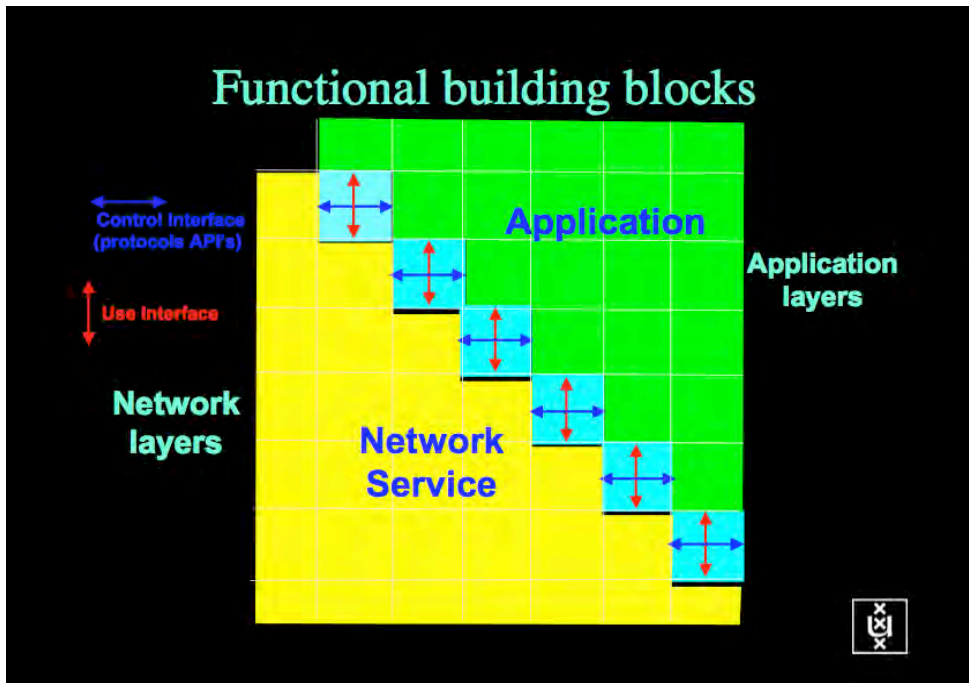 Functional building blocks
Control Interface
(protocols API's)
Application
Application
layers
Use Interface
Network
layers
Network
Service
X
X
U
X